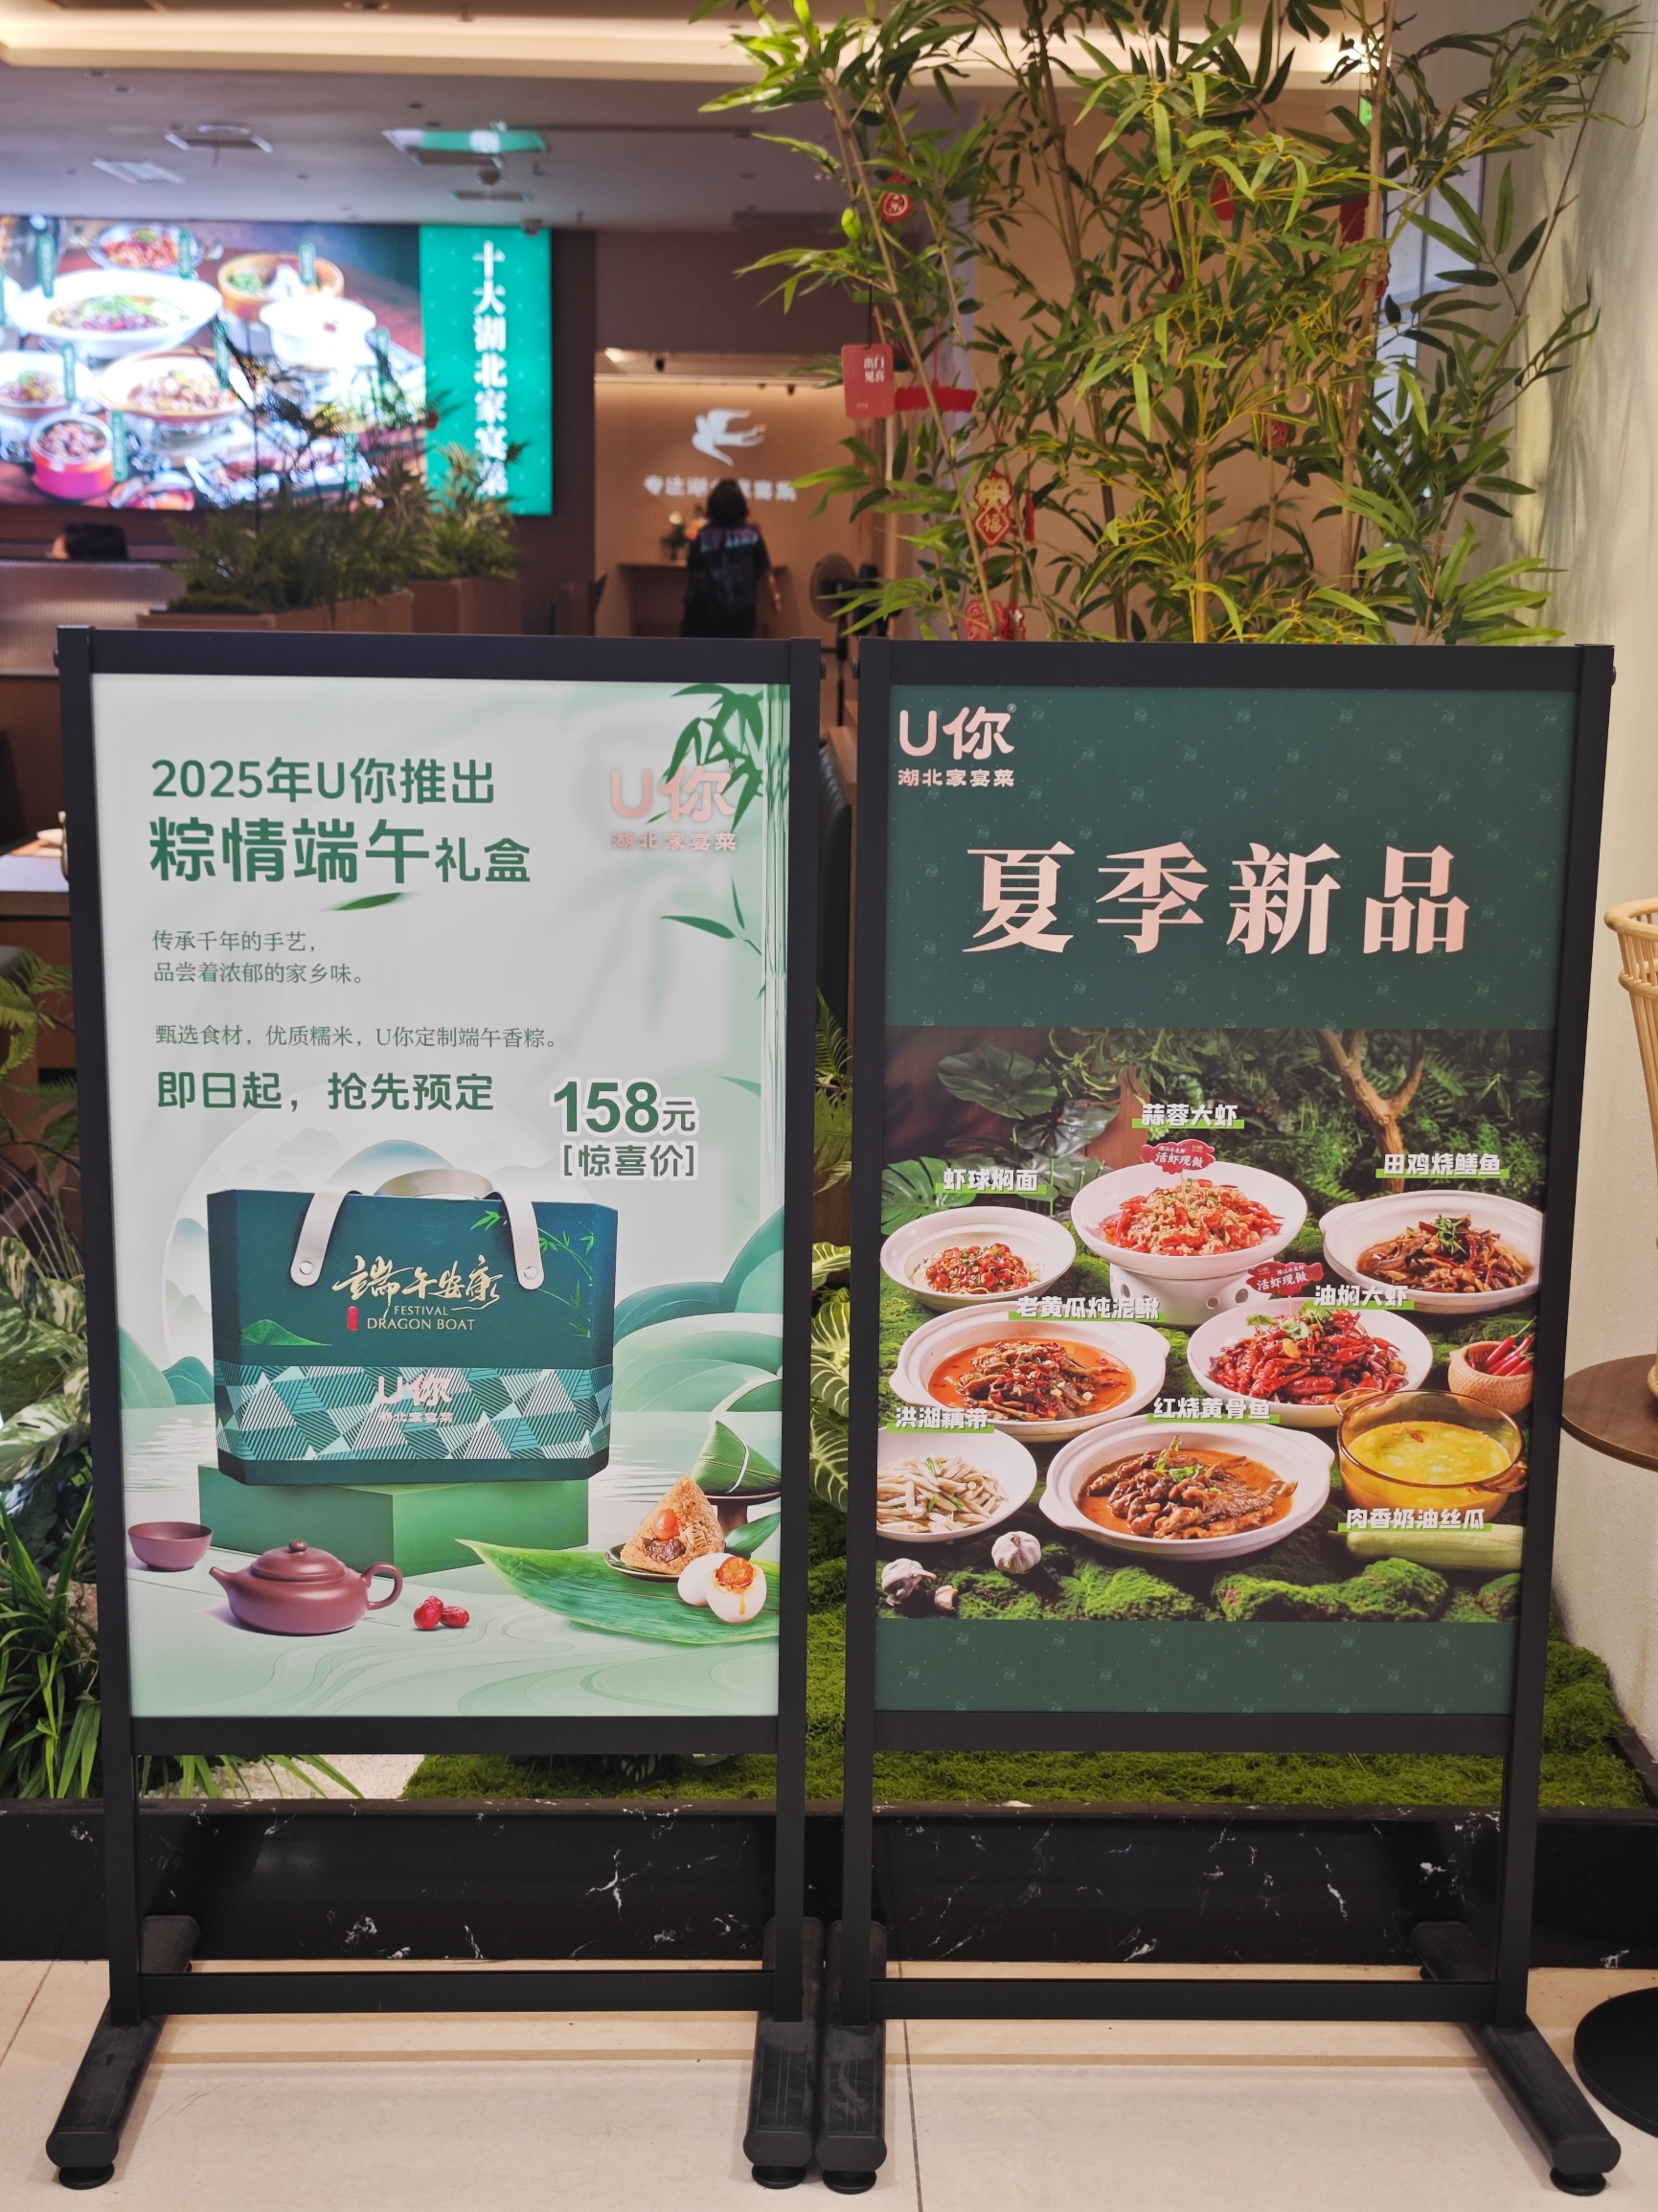 十大湖北家宴菜
出门
见喜
福
2025年U你推出
粽情端午礼盒
U你
湖北家宴菜
传承千年的手艺，
品尝着浓郁的家乡味。
甄选食材，优质糯米，U你定制端午香粽。
即日起，抢先预定
158元
[惊喜价]
端午安康
FESTIVAL
DRAGON BOAT
U你
湖北家宴菜
U你®
湖北家宴菜
夏季新品
蒜蓉大虾
活虾现做
虾球焖面
田鸡烧鳝鱼
活虾现做
老黄瓜炖泥鳅
油焖大虾
洪湖藕带
红烧黄骨鱼
肉香奶油丝瓜